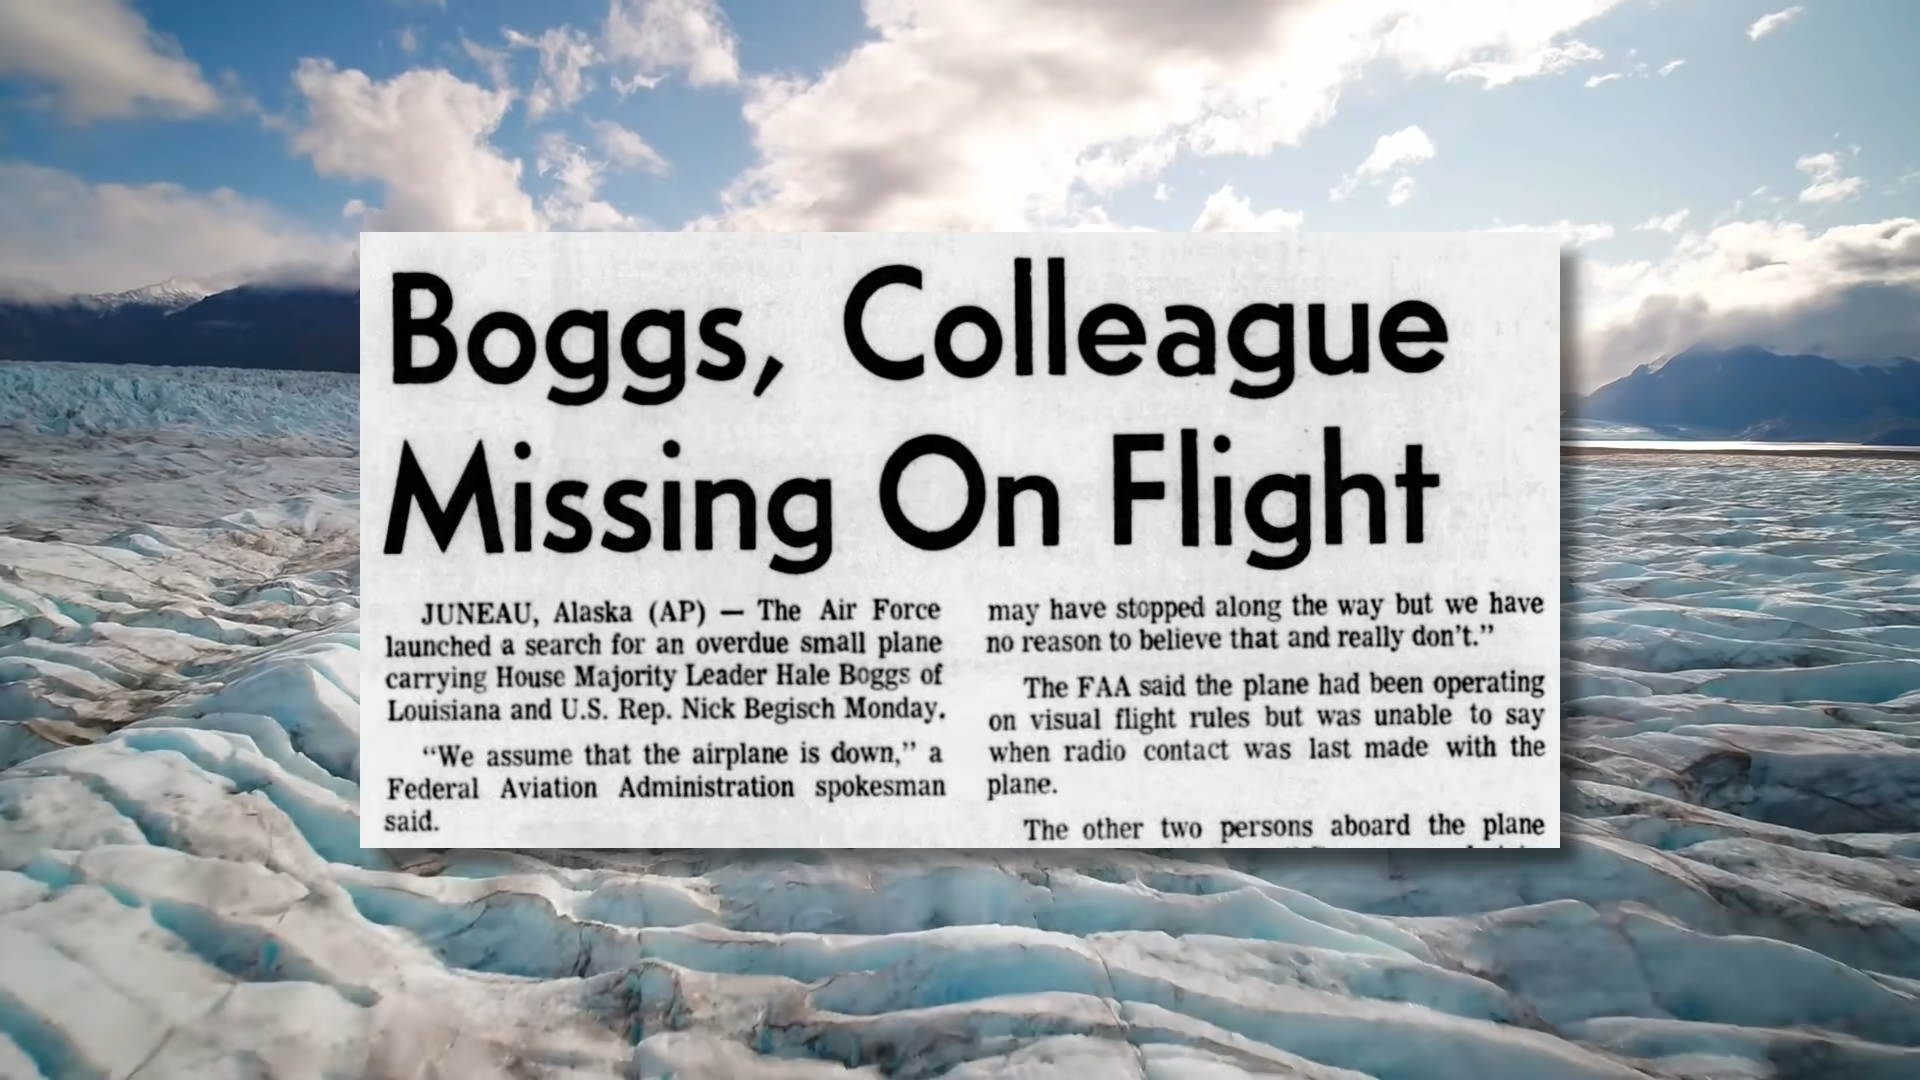 Boggs, Colleague
Missing On Flight
JUNEAU, Alaska (AP) — The Air Force
launched a search for an overdue small plane
carrying House Majority Leader Hale Boggs of
Louisiana and U.S. Rep. Nick Begisch Monday.
“We assume that the airplane is down,” a
Federal Aviation Administration spokesman
said.
may have stopped along the way but we have
no reason to believe that and really don't.”
The FAA said the plane had been operating
on visual flight rules but was unable to say
when radio contact was last made with the
plane.
The other two persons aboard the plane